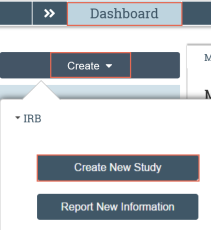 Dashboard
Create
IRB
Create New Study
Report New Information